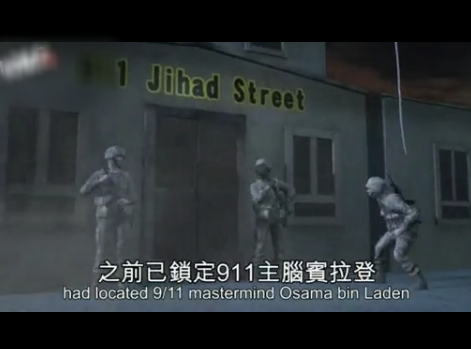 1 Jihad Street
之前已鎖定911主腦賓拉登
had located 9/11 mastermind Osama bin Laden